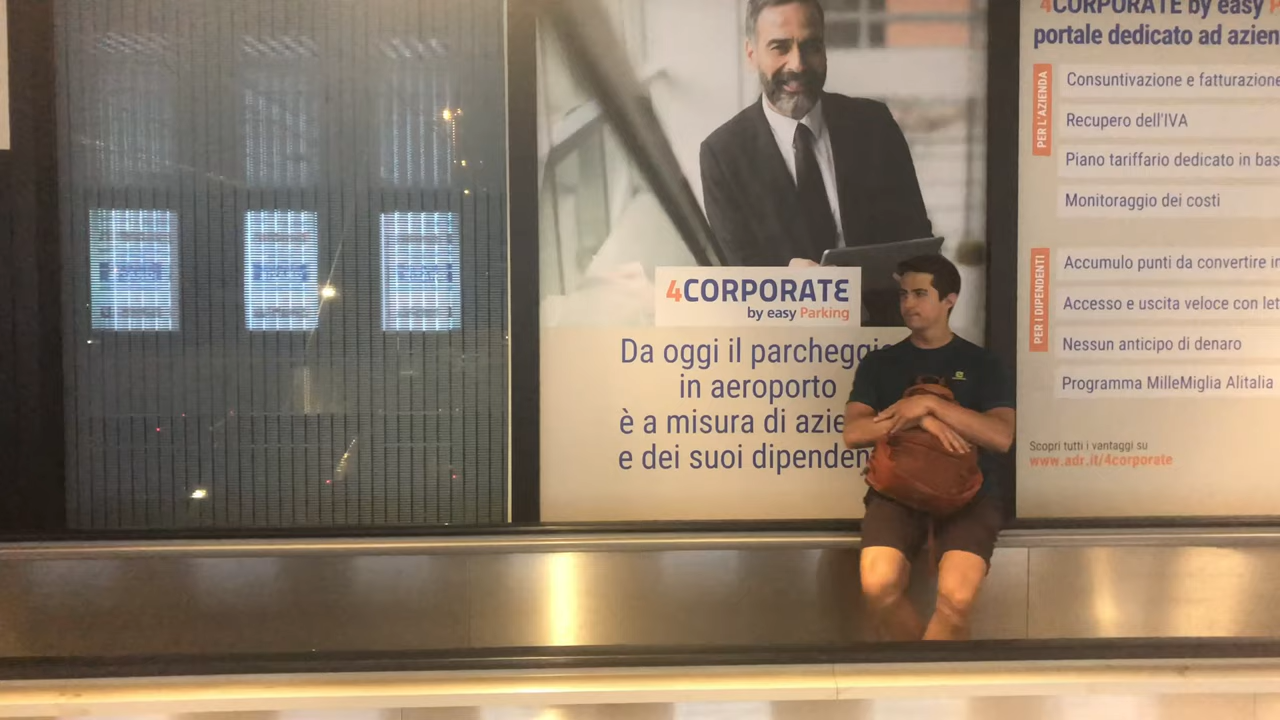 4CORPORATE
by easy Parking
Da oggi il parcheggio
in aeroporto
è a misura di azie
e dei suoi dipenden
4CORPORATE by easy P
portale dedicato ad azien
PER L'AZIENDA
Consuntivazione e fatturazione
Recupero dell'IVA
Piano tariffario dedicato in bas
Monitoraggio dei costi
PER I DIPENDENTI
Accumulo punti da convertire in
Accesso e uscita veloce con let
Nessun anticipo di denaro
Programma MilleMiglia Alitalia
Scopri tutti i vantaggi su
www.adr.it/4corporate